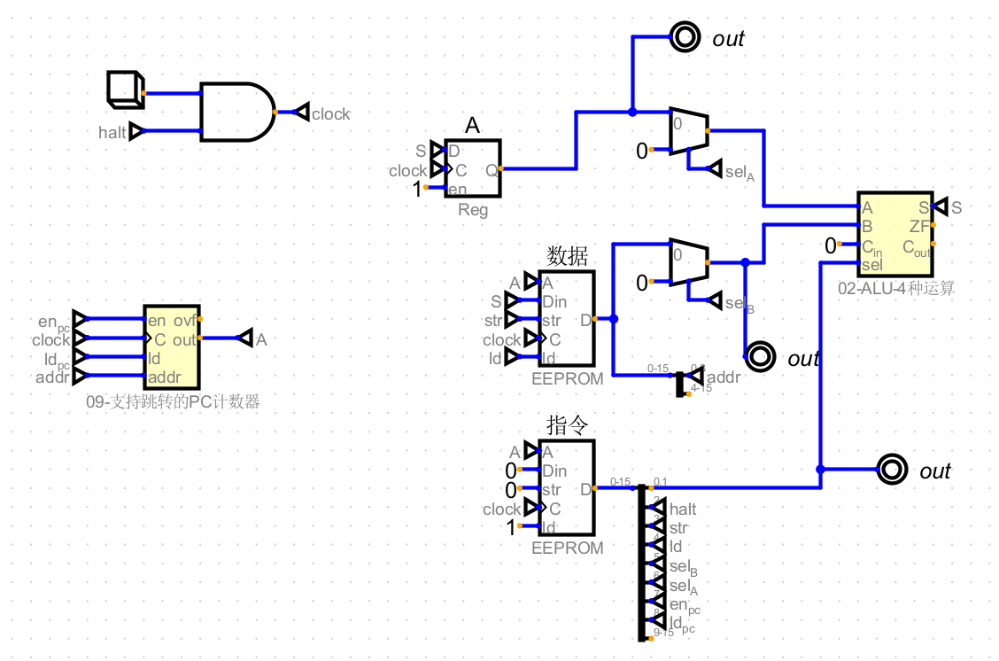 out
halt
clock
A
S
D
clock
C
Q
1
en
Reg
0
0
sel_A
A
B
C_in
sel
S
ZF
C_out
S
0
02-ALU-4种运算
数据
A
A
S
Din
str
str
D
clock
C
ld
ld
EEPROM
0
0
sel_B
out
0-15
addr
4-15
en_pc
en
ovf
clock
C
out
A
ld_pc
ld
addr
addr
09-支持跳转的PC计数器
指令
A
A
0
Din
0
str
D
clock
C
1
ld
EEPROM
0-15
0,1
out
halt
str
ld
sel_B
sel_A
en_pc
ld_pc
9-15